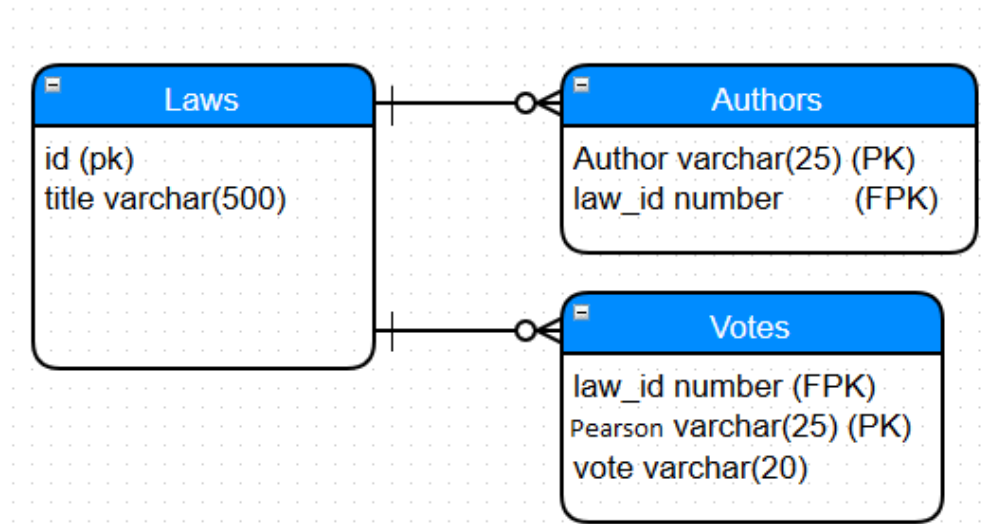 Laws
id (pk)
title varchar(500)
Authors
Author varchar(25) (PK)
law_id number (FPK)
Votes
law_id number (FPK)
Pearson varchar(25) (PK)
vote varchar(20)